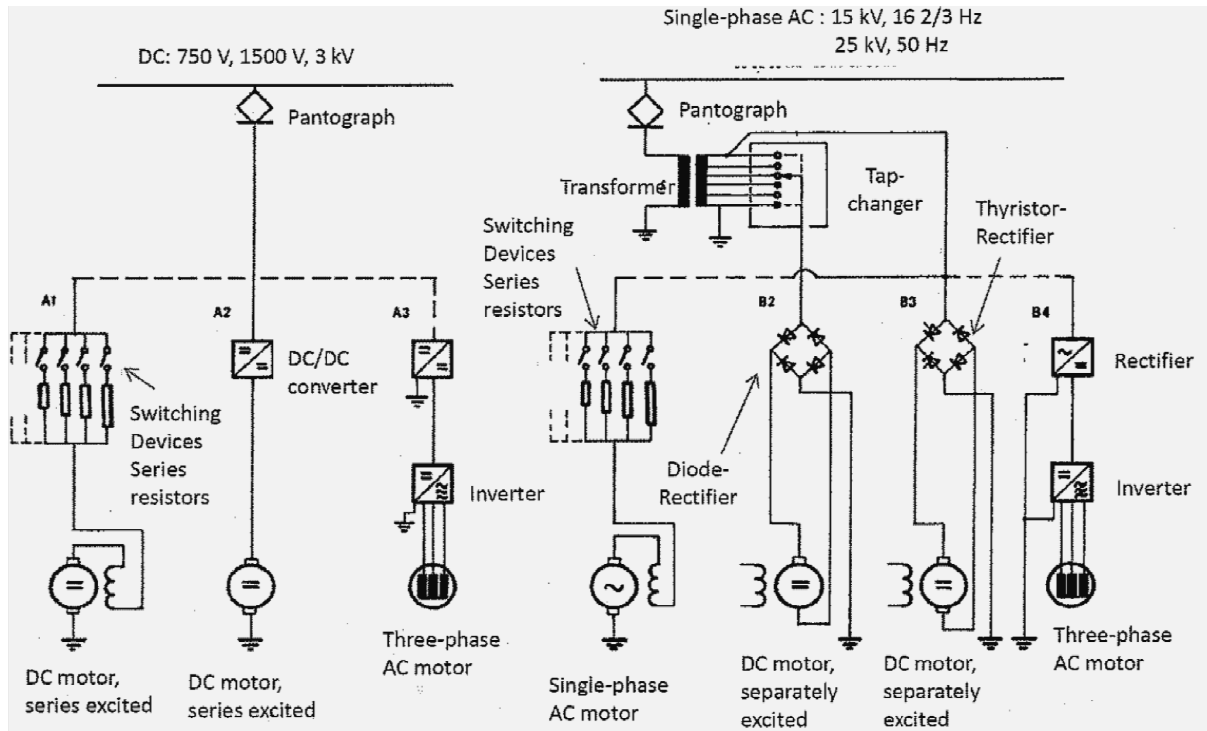 Single-phase AC : 15 kV, 16 2/3 Hz
25 kV, 50 Hz
DC: 750 V, 1500 V, 3 kV
Pantograph
Pantograph
Transformer
Tap-
changer
Switching
Devices
Series
resistors
Thyristor-
Rectifier
A1
A2
A3
B2
B3
B4
DC/DC
converter
Rectifier
Switching
Devices
Series
resistors
Inverter
Diode-
Rectifier
Inverter
DC motor,
series excited
DC motor,
series excited
Three-phase
AC motor
Single-phase
AC motor
DC motor,
separately
excited
DC motor,
separately
excited
Three-phase
AC motor